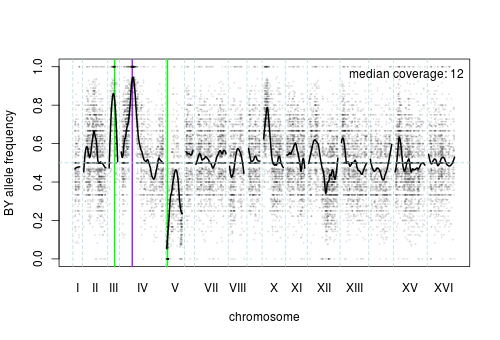 median coverage: 12
BY allele frequency
1.0
0.8
0.6
0.4
0.2
0.0
I II III IV V VII VIII X XI XII XIII XV XVI
chromosome